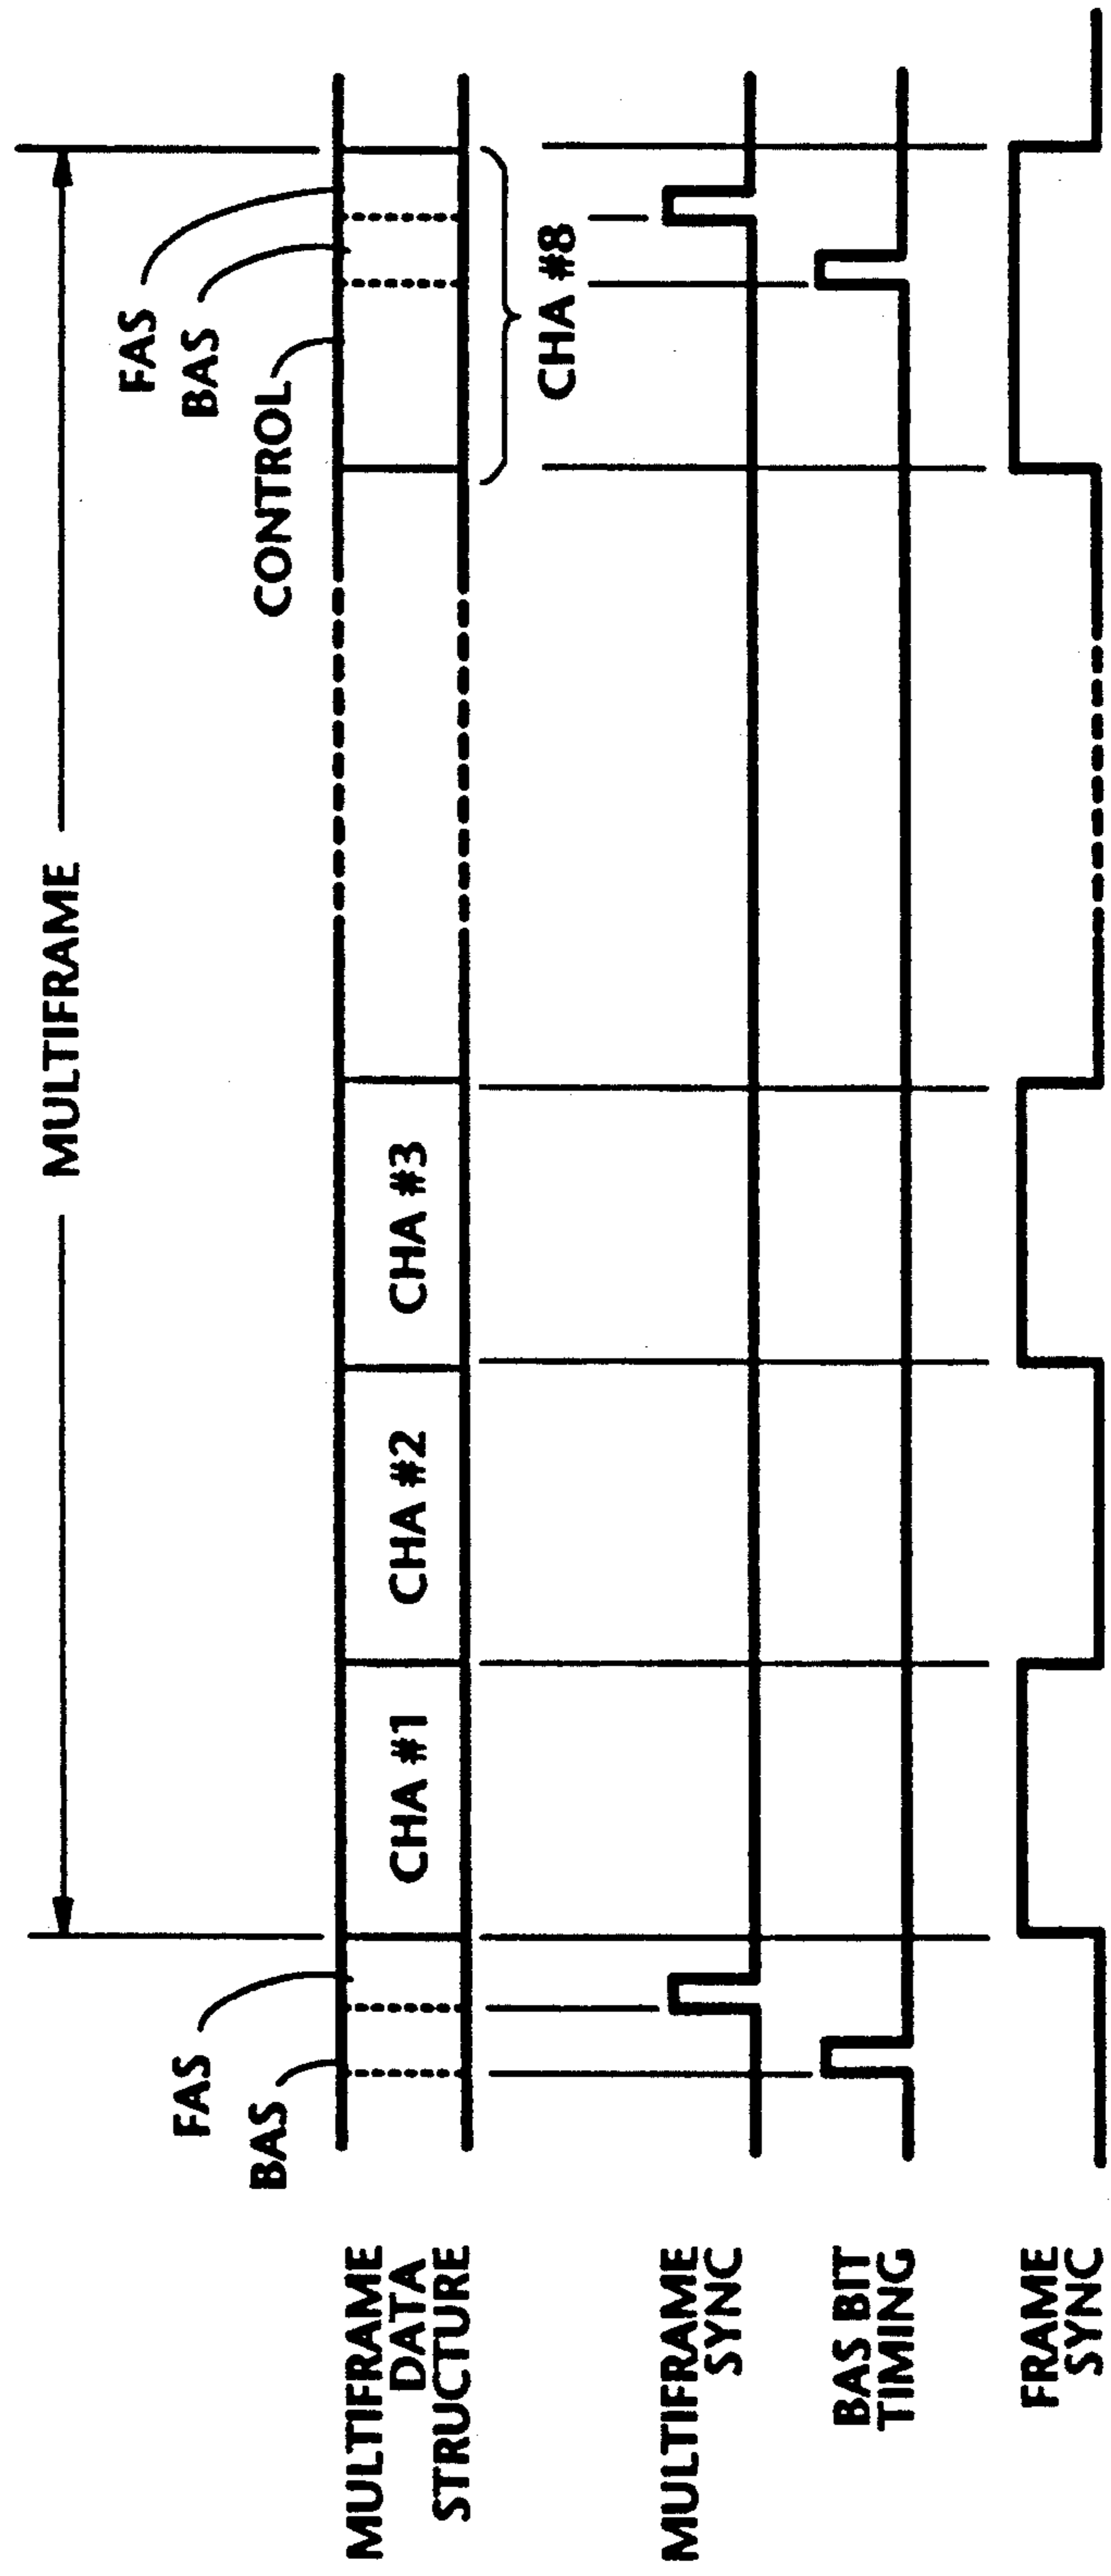 MULTIFRAME
FAS
BAS
FAS
BAS
CONTROL
MULTIFRAME
DATA
STRUCTURE
CHA #1
CHA #2
CHA #3
CHA #8
MULTIFRAME
SYNC
BAS BIT
TIMING
FRAME
SYNC